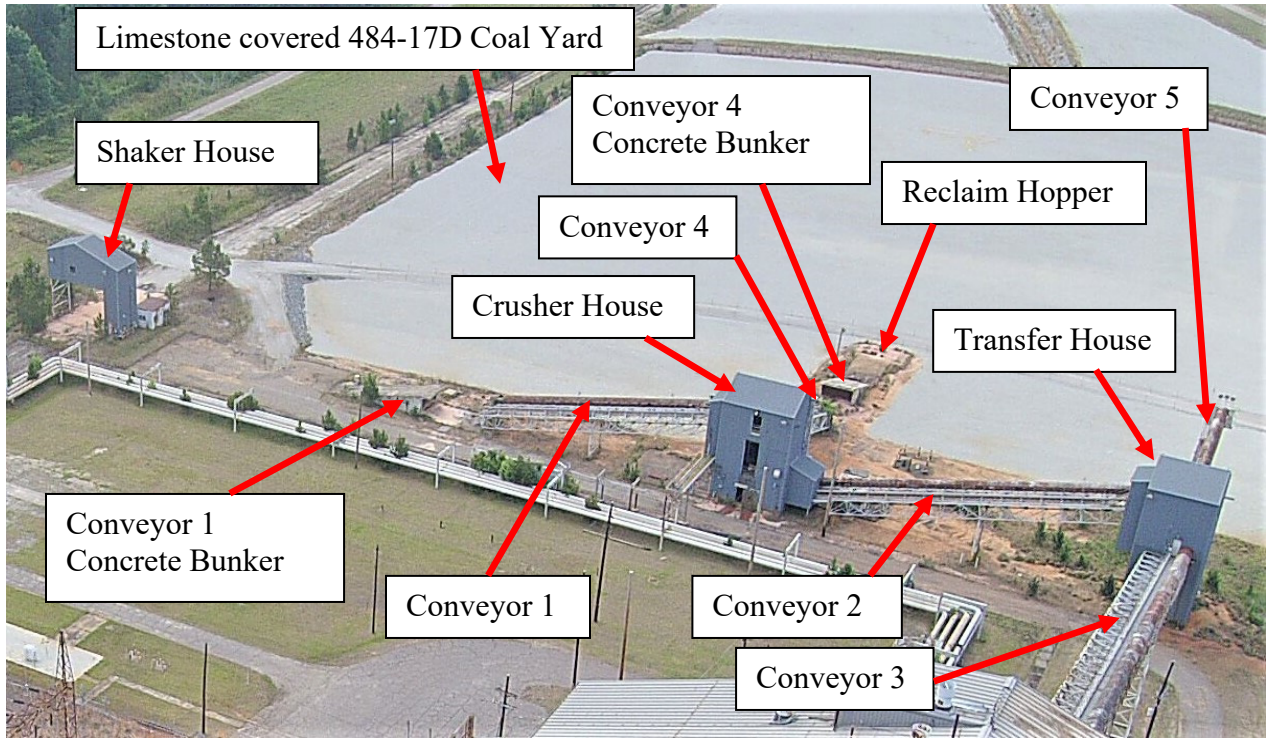 Limestone covered 484-17D Coal Yard
Conveyor 4
Concrete Bunker
Conveyor 5
Shaker House
Reclaim Hopper
Conveyor 4
Crusher House
Transfer House
Conveyor 1
Concrete Bunker
Conveyor 1
Conveyor 2
Conveyor 3